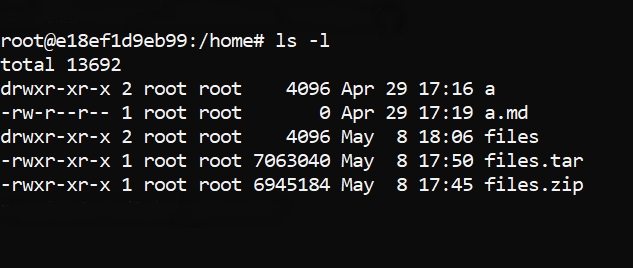 root@e18ef1d9eb99:/home# ls -l
total 13692
drwxr-xr-x 2 root root    4096 Apr 29 17:16 a
-rw-r--r-- 1 root root       0 Apr 29 17:19 a.md
drwxr-xr-x 2 root root    4096 May  8 18:06 files
-rwxr-xr-x 1 root root 7063040 May  8 17:50 files.tar
-rwxr-xr-x 1 root root 6945184 May  8 17:45 files.zip